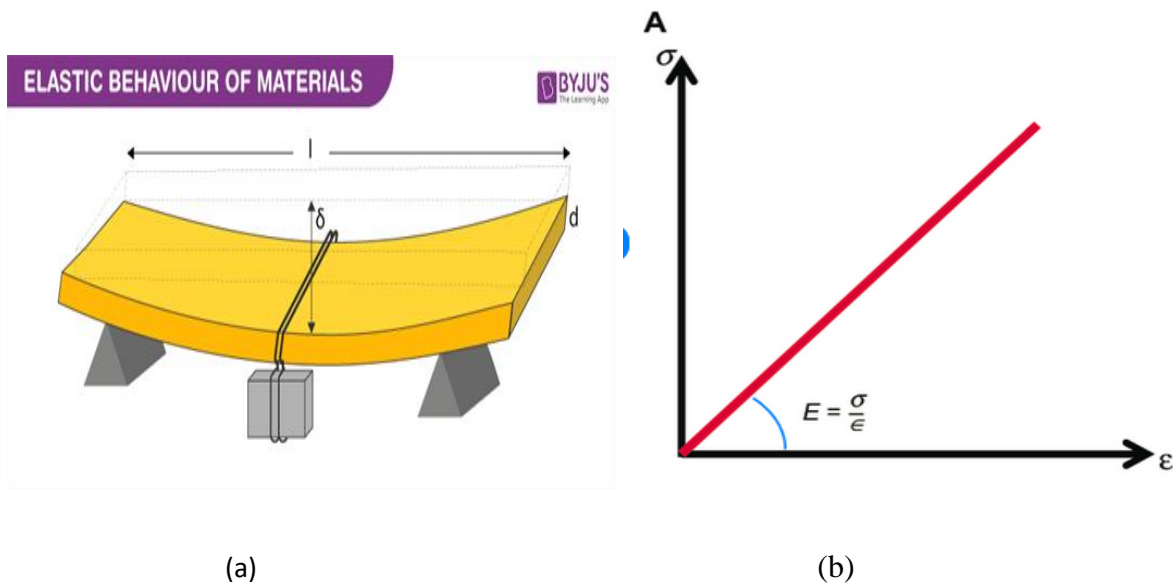 ELASTIC BEHAVIOUR OF MATERIALS
BYJU'S
The Learning App
l
δ
d
(a)
A
σ
E = σ/ϵ
ε
(b)